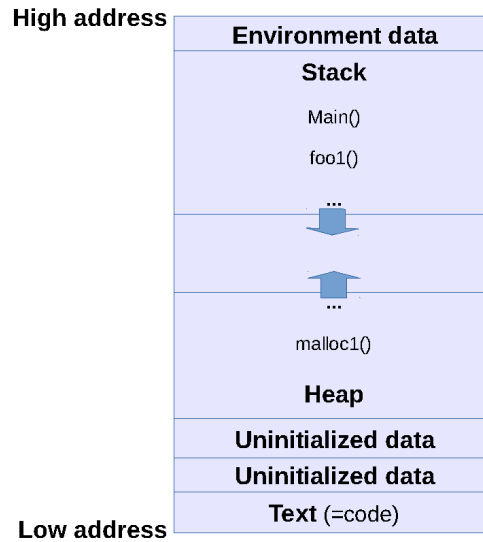 High address
Environment data
Stack
Main()
foo1()
...
...
malloc1()
Heap
Uninitialized data
Uninitialized data
Text (=code)
Low address